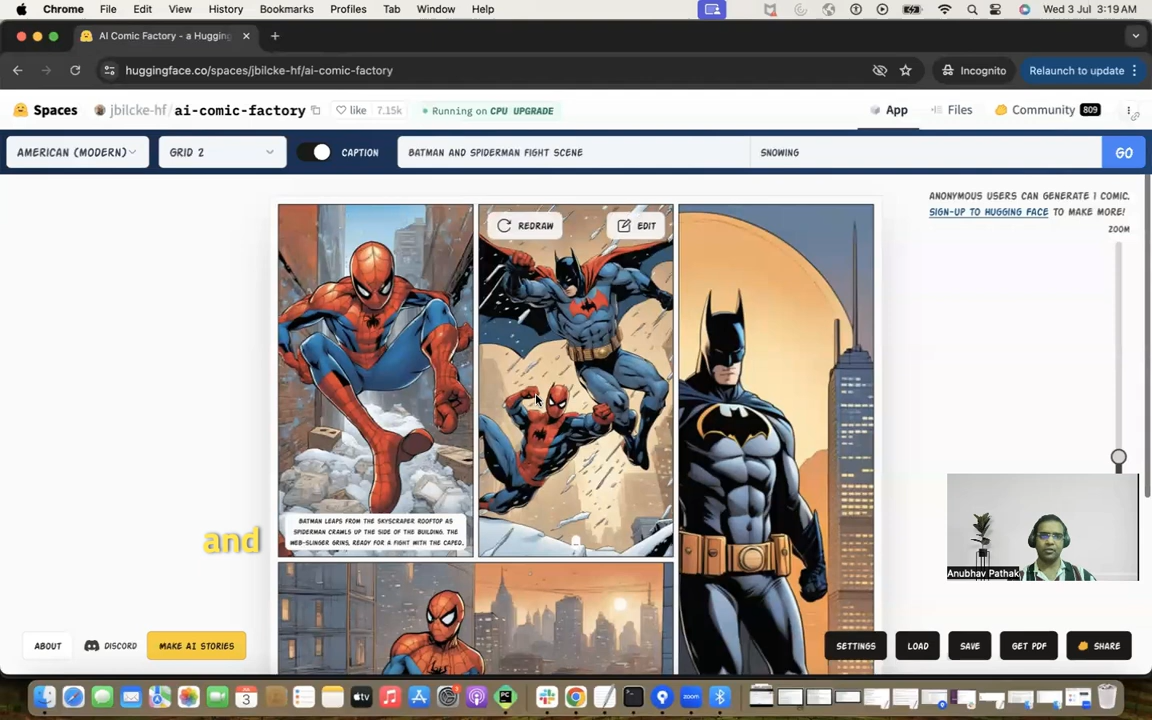 Chrome File Edit View History Bookmarks Profiles Tab Window Help Wed 3 Jul 3:19 AM
AI Comic Factory - a Hugging
huggingface.co/spaces/jbilcke-hf/ai-comic-factory Incognito Relaunch to update
Spaces jbilcke-hf/ai-comic-factory like 7.15k Running on CPU UPGRADE App Files Community 809
AMERICAN (MODERN) GRID 2 CAPTION BATMAN AND SPIDERMAN FIGHT SCENE SNOWING GO
ANONYMOUS USERS CAN GENERATE 1 COMIC.
SIGN-UP TO HUGGING FACE TO MAKE MORE!
ZOOM
REDRAW EDIT
BATMAN LEAPS FROM THE SKYSCRAPER ROOFTOP AS
SPIDERMAN CRAWLS UP THE SIDE OF THE BUILDING. THE
WEB-SLINGER GRINS, READY FOR A FIGHT WITH THE CAPED.
and
Anubhav Pathak
ABOUT DISCORD MAKE AI STORIES SETTINGS LOAD SAVE GET PDF SHARE